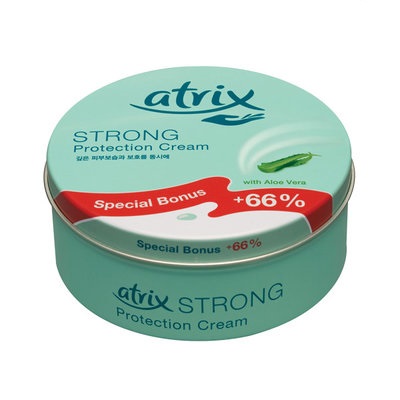 atrix
STRONG
Protection Cream
깊은 피부보습과 보호를 동시에
with Aloe Vera
Special Bonus +66%
Special Bonus +66%
atrix STRONG
Protection Cream